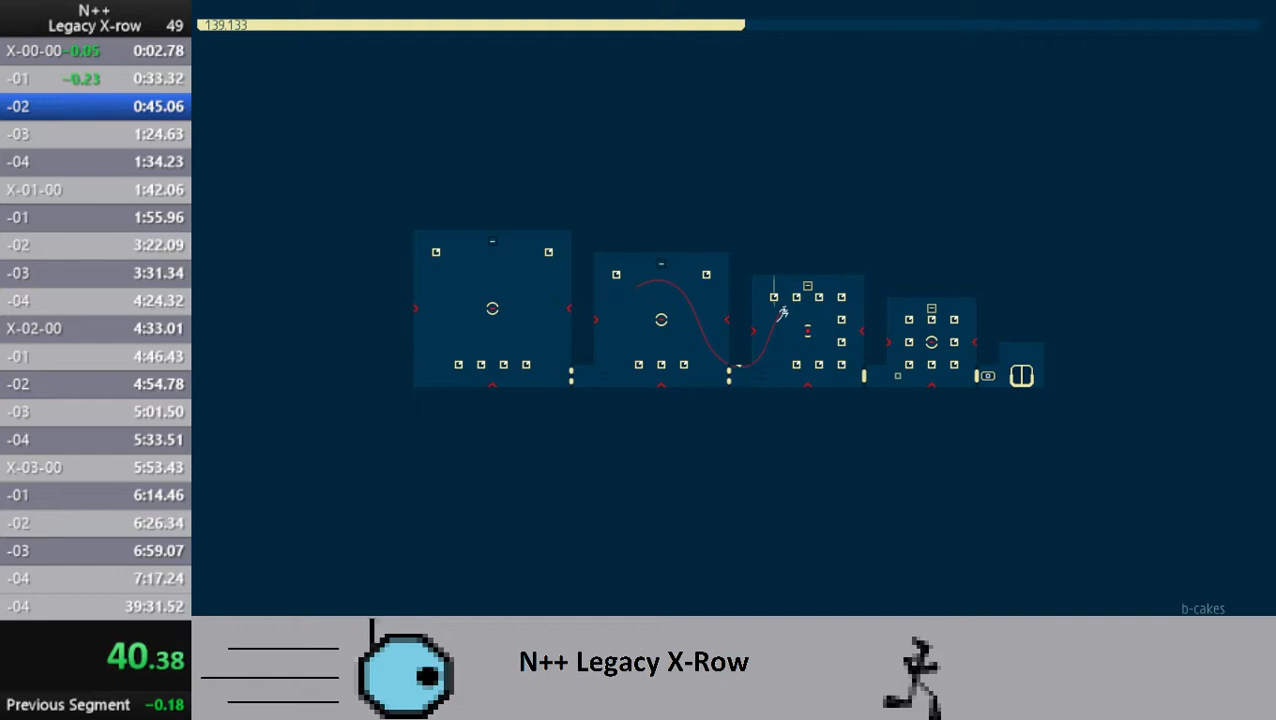 N++
Legacy X-row 49
139.133
X-00-00 −0.05 0:02.78
-01 −0.23 0:33.32
-02 0:45.06
-03 1:24.63
-04 1:34.23
X-01-00 1:42.06
-01 1:55.96
-02 3:22.09
-03 3:31.34
-04 4:24.32
X-02-00 4:33.01
-01 4:46.43
-02 4:54.78
-03 5:01.50
-04 5:33.51
X-03-00 5:53.43
-01 6:14.46
-02 6:26.34
-03 6:59.07
-04 7:17.24
-04 39:31.52
b-cakes
40.38
N++ Legacy X-Row
Previous Segment −0.18